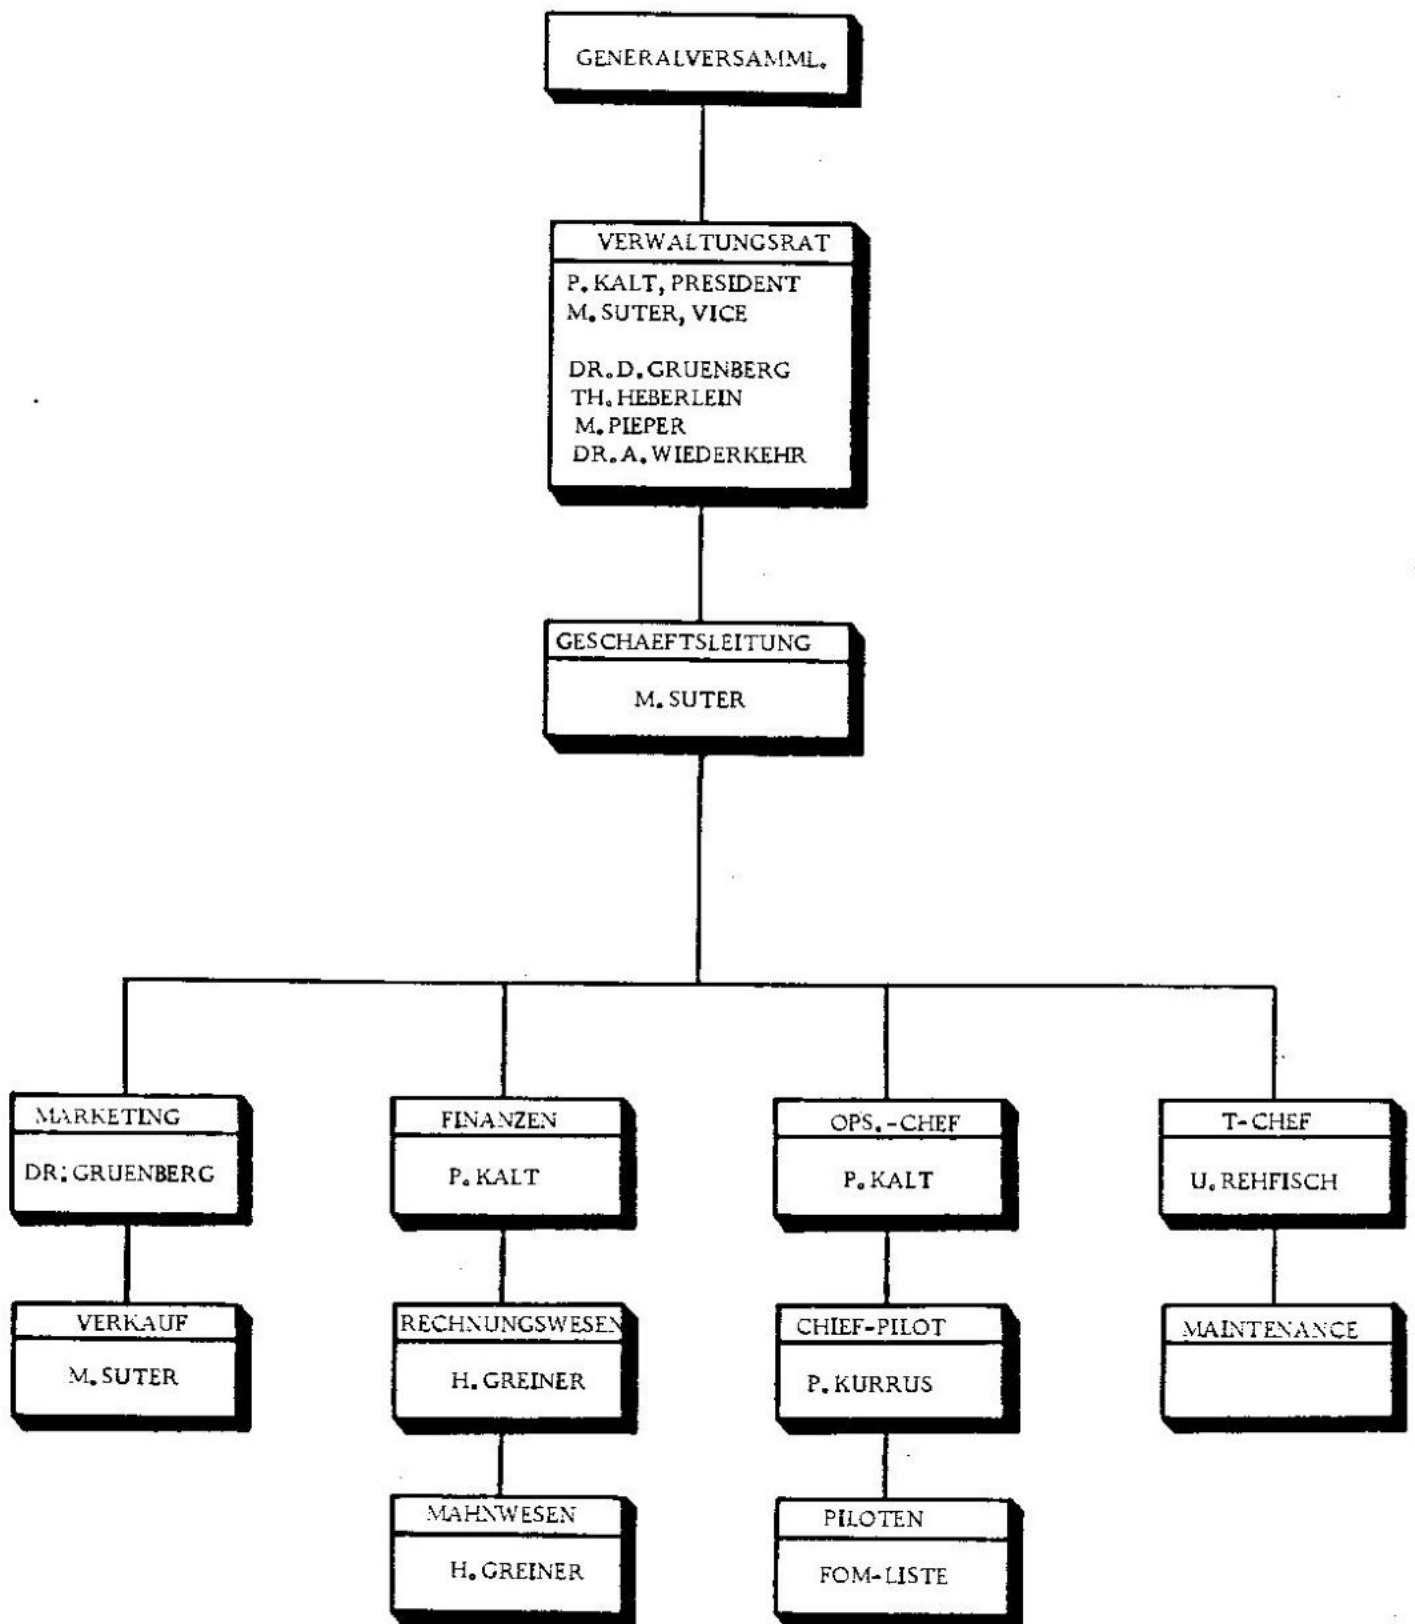 GENERALVERSAMML.
VERWALTUNGSRAT
P. KALT, PRESIDENT
M. SUTER, VICE
DR. D. GRUENBERG
TH. HEBERLEIN
M. PIEPER
DR. A. WIEDERKEHR
GESCHAEFTSLEITUNG
M. SUTER
MARKETING
DR: GRUENBERG
FINANZEN
P. KALT
OPS.-CHEF
P. KALT
T-CHEF
U. REHFISCH
VERKAUF
M. SUTER
RECHNUNGSWESEN
H. GREINER
CHIEF-PILOT
P. KURRUS
MAINTENANCE
MAHNWESEN
H. GREINER
PILOTEN
FOM-LISTE